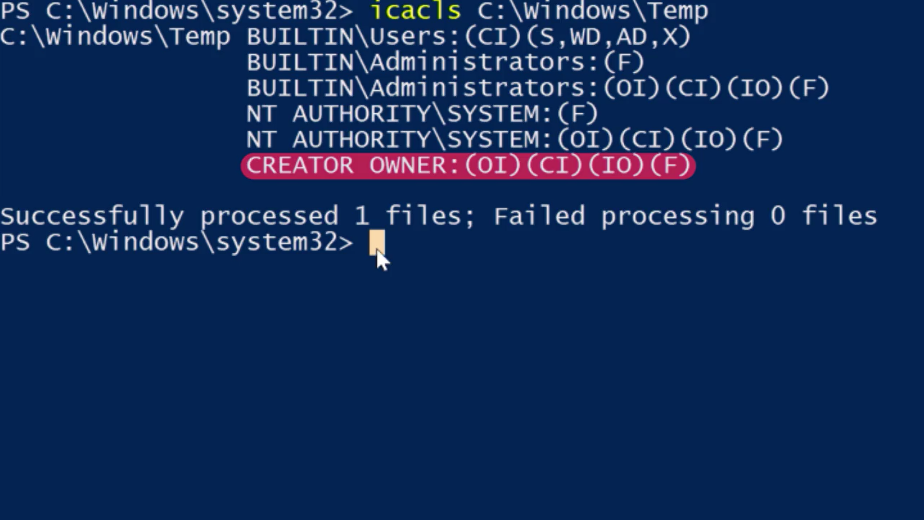 PS C:\Windows\system32> icacls C:\Windows\Temp
C:\Windows\Temp BUILTIN\Users:(CI)(S,WD,AD,X)
BUILTIN\Administrators:(F)
BUILTIN\Administrators:(OI)(CI)(IO)(F)
NT AUTHORITY\SYSTEM:(F)
NT AUTHORITY\SYSTEM:(OI)(CI)(IO)(F)
CREATOR OWNER:(OI)(CI)(IO)(F)
Successfully processed 1 files; Failed processing 0 files
PS C:\Windows\system32>